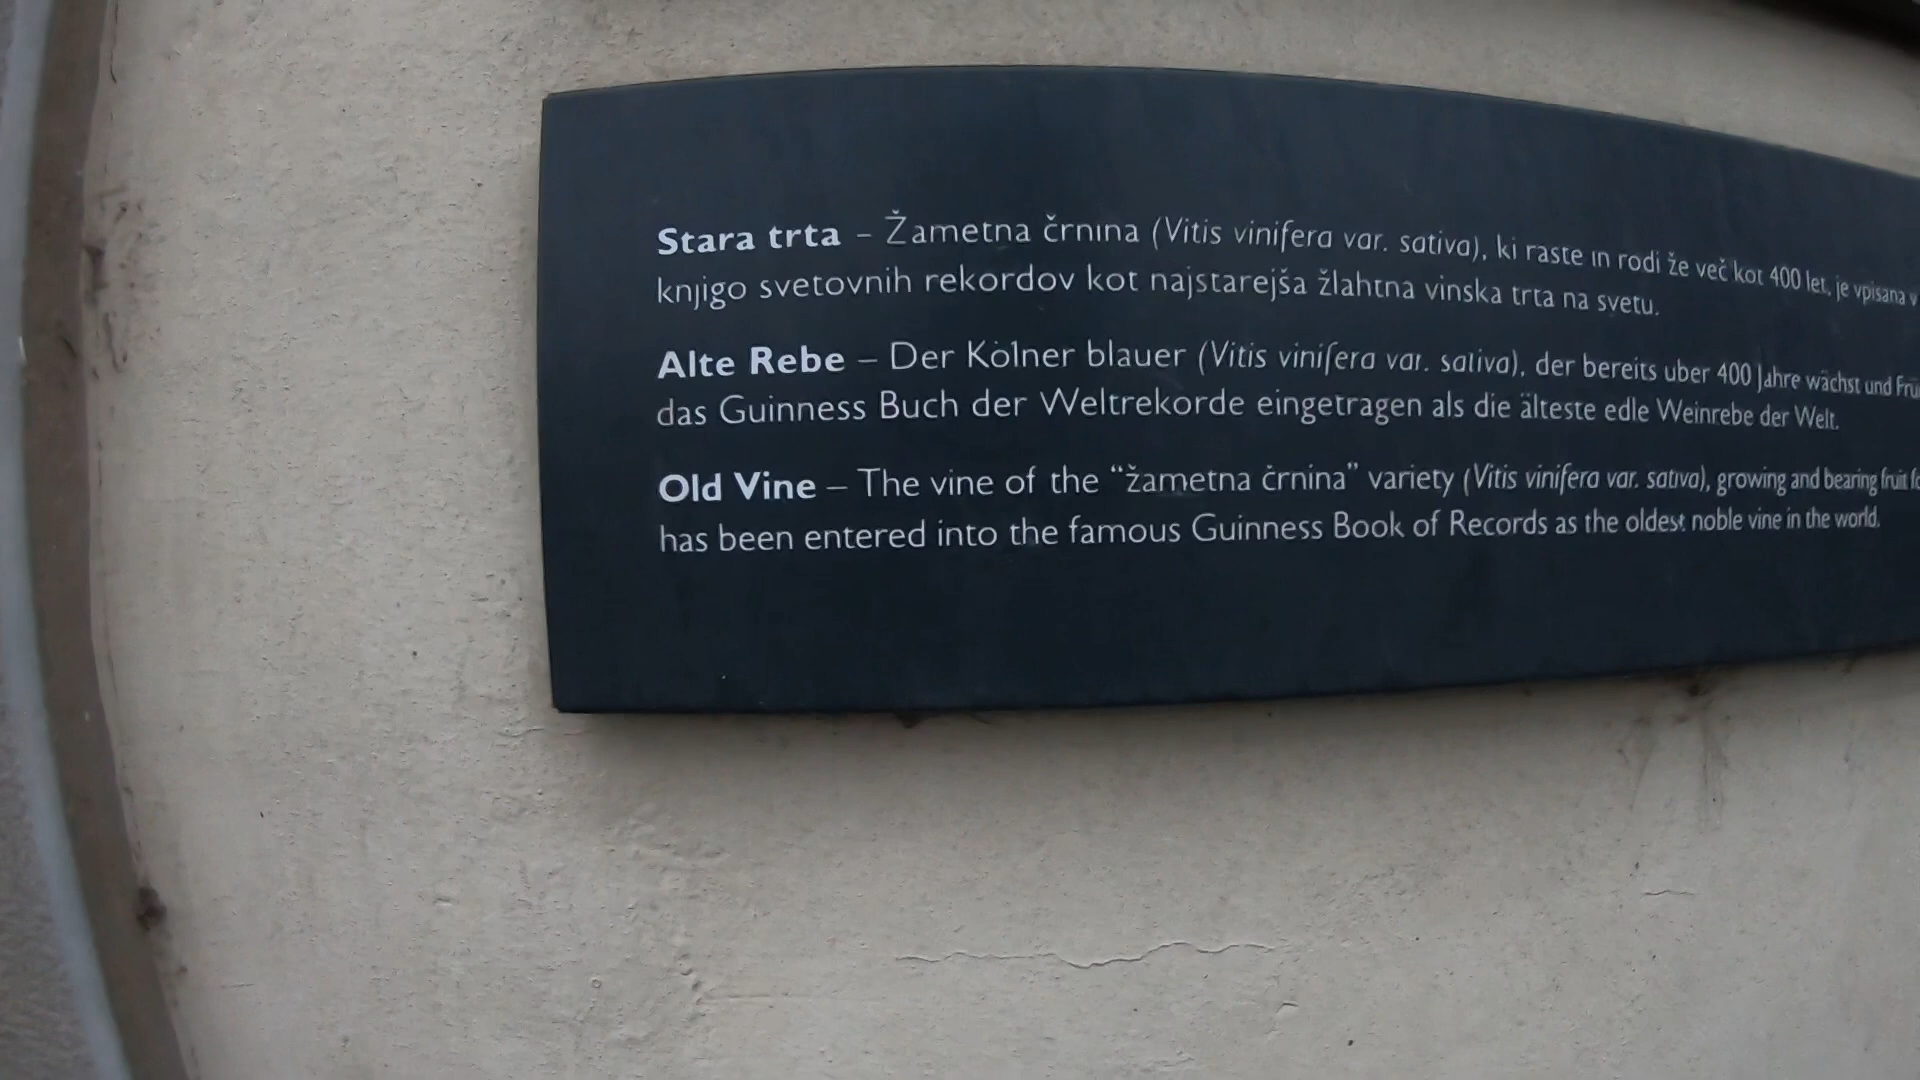 Stara trta – Žametna črnina (Vitis vinifera var. sativa), ki raste in rodi že več kot 400 let, je vpisana v
knjigo svetovnih rekordov kot najstarejša žlahtna vinska trta na svetu.
Alte Rebe – Der Kölner blauer (Vitis vinifera var. sativa), der bereits uber 400 Jahre wächst und
das Guinness Buch der Weltrekorde eingetragen als die älteste edle Weinrebe der Welt.
Old Vine – The vine of the “žametna črnina” variety (Vitis vinifera var. sativa), growing and bearing fruit
has been entered into the famous Guinness Book of Records as the oldest noble vine in the world.